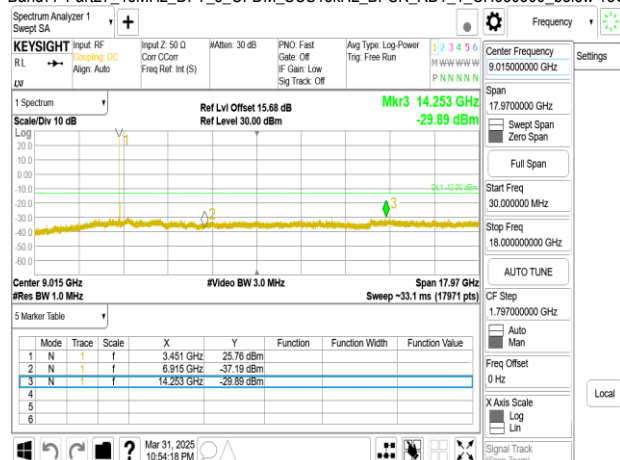 Spectrum Analyzer 1
Swept SA
Frequency
KEYSIGHT
Input: RF
Coupling: DC
Align: Auto
Input Z: 50 Ω
Corr CCorr
Freq Ref: Int (S)
#Atten: 30 dB
PNO: Fast
Gate: Off
IF Gain: Low
Sig Track: Off
Avg Type: Log-Power
Trig: Free Run
1 2 3 4 5 6
M W W W W W
P N N N N N
RL
LXI
Center Frequency
9.015000000 GHz
Settings
1 Spectrum
Scale/Div 10 dB
Ref Lvl Offset 15.68 dB
Ref Level 30.00 dBm
Mkr3 14.253 GHz
-29.89 dBm
Span
17.9700000 GHz
Swept Span
Zero Span
Full Span
Log
20.0
10.0
0.00
-10.0
-20.0
-30.0
-40.0
-50.0
-60.0
1
2
3
DL1 -13.00 dBm
Start Freq
30.000000 MHz
Stop Freq
18.000000000 GHz
AUTO TUNE
Center 9.015 GHz
#Res BW 1.0 MHz
#Video BW 3.0 MHz
Span 17.97 GHz
Sweep ~33.1 ms (17971 pts)
CF Step
1.797000000 GHz
Auto
Man
5 Marker Table
Mode Trace Scale X Y Function Function Width Function Value
1 N 1 f 3.451 GHz 25.76 dBm
2 N 1 f 6.915 GHz -37.19 dBm
3 N 1 f 14.253 GHz -29.89 dBm
4
5
6
Freq Offset
0 Hz
X Axis Scale
Log
Lin
Local
Signal Track
Mar 31, 2025
10:54:18 PM